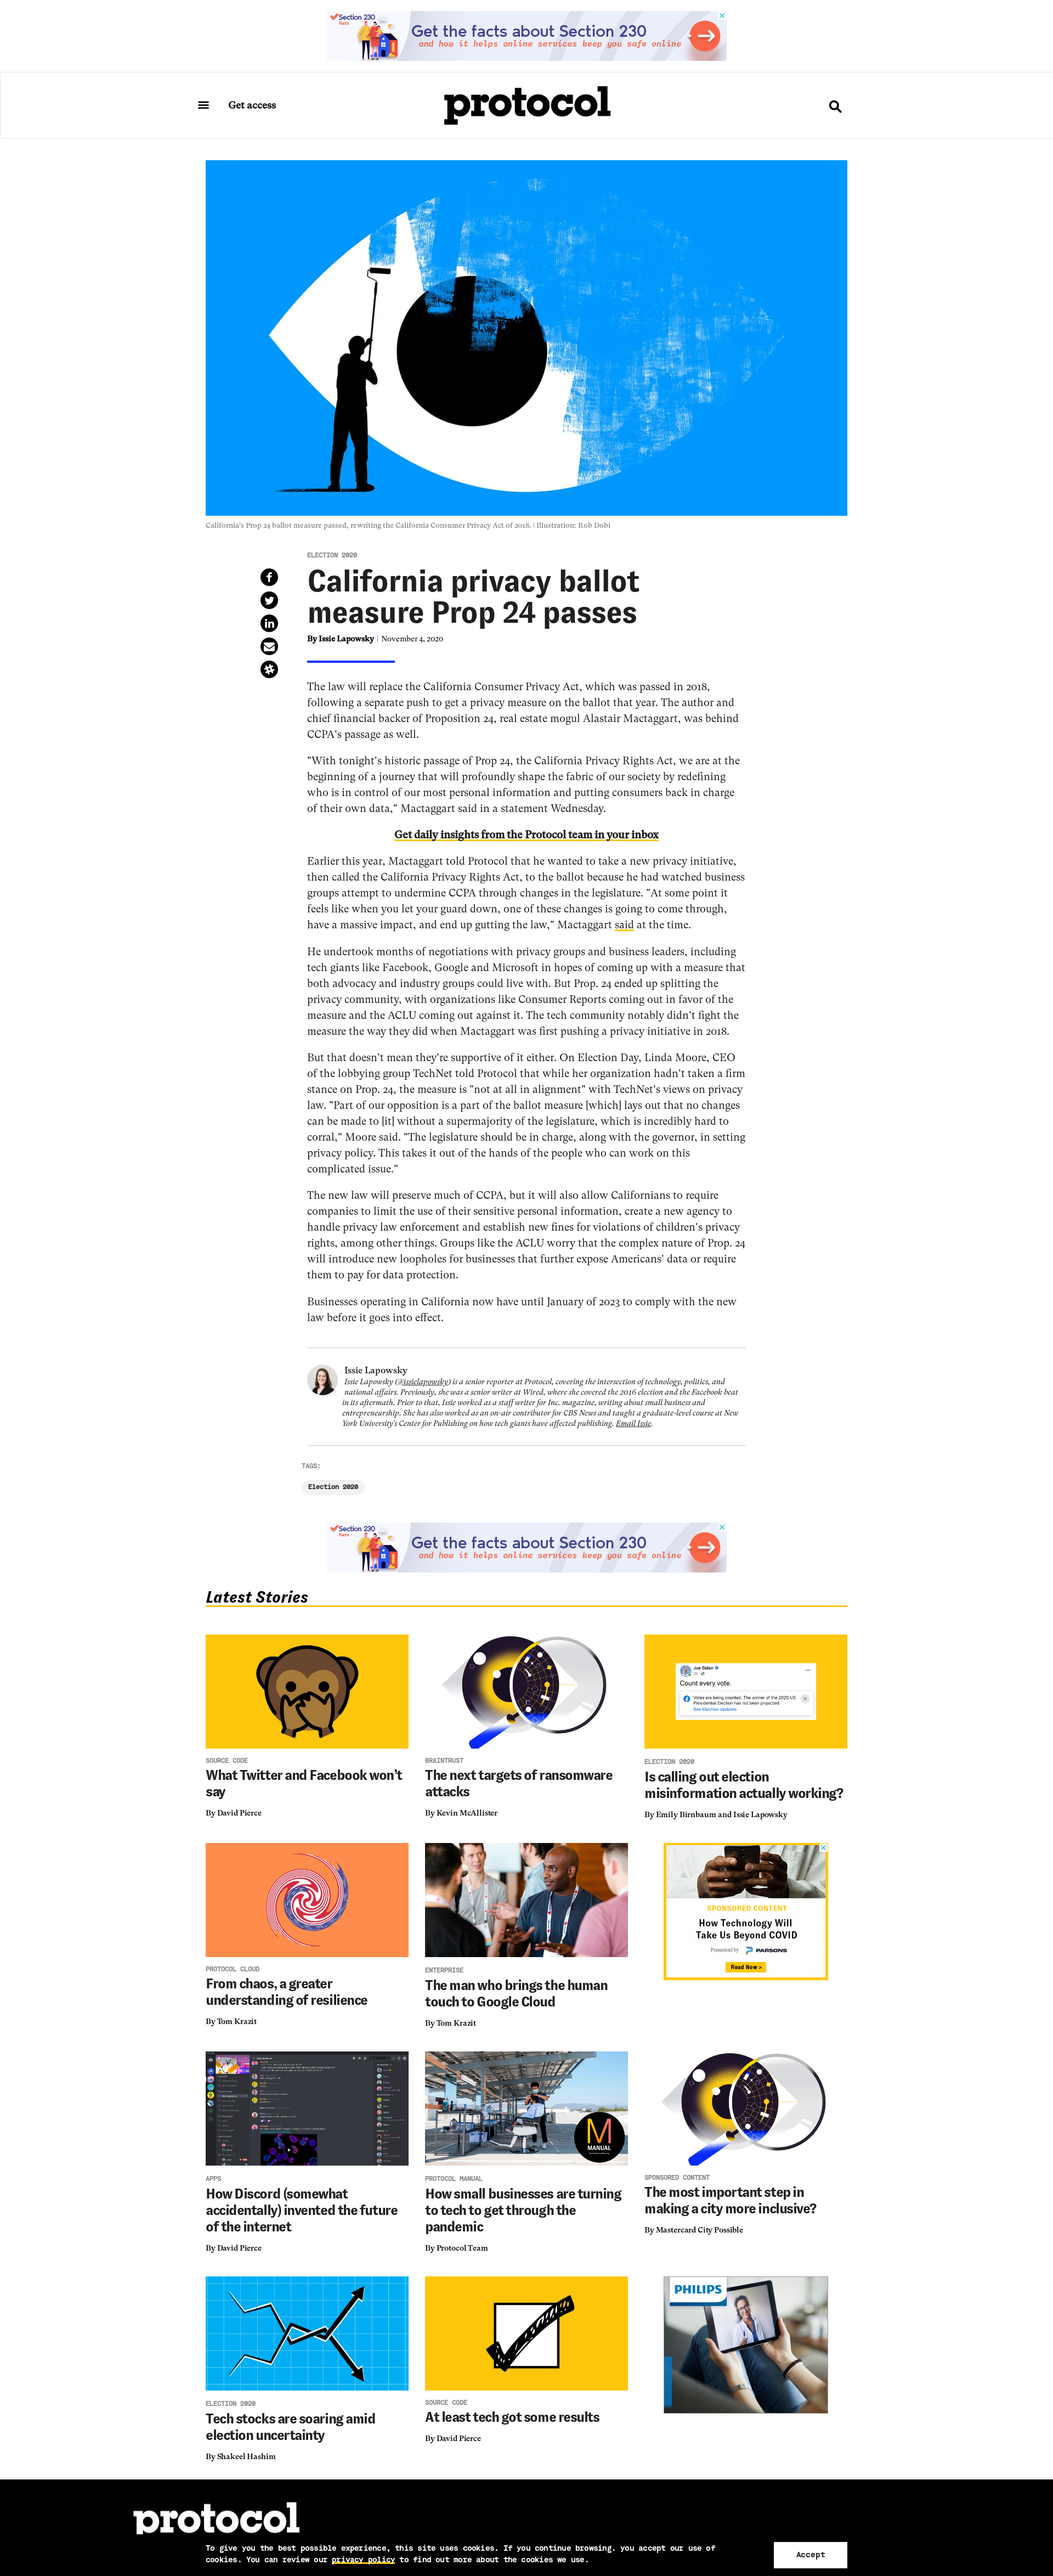 Section 230
Facts
Get the facts about Section 230
and how it helps online services keep you safe online
Get access
protocol
California's Prop 24 ballot measure passed, rewriting the California Consumer Privacy Act of 2018. | Illustration: Rob Dobi
ELECTION 2020
California privacy ballot
measure Prop 24 passes
By Issie Lapowsky | November 4, 2020
The law will replace the California Consumer Privacy Act, which was passed in 2018,
following a separate push to get a privacy measure on the ballot that year. The author and
chief financial backer of Proposition 24, real estate mogul Alastair Mactaggart, was behind
CCPA's passage as well.
"With tonight's historic passage of Prop 24, the California Privacy Rights Act, we are at the
beginning of a journey that will profoundly shape the fabric of our society by redefining
who is in control of our most personal information and putting consumers back in charge
of their own data," Mactaggart said in a statement Wednesday.
Get daily insights from the Protocol team in your inbox
Earlier this year, Mactaggart told Protocol that he wanted to take a new privacy initiative,
then called the California Privacy Rights Act, to the ballot because he had watched business
groups attempt to undermine CCPA through changes in the legislature. "At some point it
feels like when you let your guard down, one of these changes is going to come through,
have a massive impact, and end up gutting the law," Mactaggart said at the time.
He undertook months of negotiations with privacy groups and business leaders, including
tech giants like Facebook, Google and Microsoft in hopes of coming up with a measure that
both advocacy and industry groups could live with. But Prop. 24 ended up splitting the
privacy community, with organizations like Consumer Reports coming out in favor of the
measure and the ACLU coming out against it. The tech community notably didn't fight the
measure the way they did when Mactaggart was first pushing a privacy initiative in 2018.
But that doesn't mean they're supportive of it either. On Election Day, Linda Moore, CEO
of the lobbying group TechNet told Protocol that while her organization hadn't taken a firm
stance on Prop. 24, the measure is "not at all in alignment" with TechNet's views on privacy
law. "Part of our opposition is a part of the ballot measure [which] lays out that no changes
can be made to [it] without a supermajority of the legislature, which is incredibly hard to
corral," Moore said. "The legislature should be in charge, along with the governor, in setting
privacy policy. This takes it out of the hands of the people who can work on this
complicated issue."
The new law will preserve much of CCPA, but it will also allow Californians to require
companies to limit the use of their sensitive personal information, create a new agency to
handle privacy law enforcement and establish new fines for violations of children's privacy
rights, among other things. Groups like the ACLU worry that the complex nature of Prop. 24
will introduce new loopholes for businesses that further expose Americans' data or require
them to pay for data protection.
Businesses operating in California now have until January of 2023 to comply with the new
law before it goes into effect.
Issie Lapowsky
Issie Lapowsky (@issielapowsky) is a senior reporter at Protocol, covering the intersection of technology, politics, and
national affairs. Previously, she was a senior writer at Wired, where she covered the 2016 election and the Facebook beat
in its aftermath. Prior to that, Issie worked as a staff writer for Inc. magazine, writing about small business and
entrepreneurship. She has also worked as an on-air contributor for CBS News and taught a graduate-level course at New
York University's Center for Publishing on how tech giants have affected publishing. Email Issie.
TAGS:
Election 2020
Section 230
Facts
Get the facts about Section 230
and how it helps online services keep you safe online
Latest Stories
SOURCE CODE
What Twitter and Facebook won't
say
By David Pierce
BRAINTRUST
The next targets of ransomware
attacks
By Kevin McAllister
Joe Biden
Count every vote.
Votes are being counted. The winner of the 2020 US
Presidential Election has not been projected.
See Election Updates
ELECTION 2020
Is calling out election
misinformation actually working?
By Emily Birnbaum and Issie Lapowsky
PROTOCOL CLOUD
From chaos, a greater
understanding of resilience
By Tom Krazit
ENTERPRISE
The man who brings the human
touch to Google Cloud
By Tom Krazit
SPONSORED CONTENT
How Technology Will
Take Us Beyond COVID
Presented by PARSONS
Read Now >
APPS
How Discord (somewhat
accidentally) invented the future
of the internet
By David Pierce
M
MANUAL
PROTOCOL MANUAL
How small businesses are turning
to tech to get through the
pandemic
By Protocol Team
SPONSORED CONTENT
The most important step in
making a city more inclusive?
By Mastercard City Possible
ELECTION 2020
Tech stocks are soaring amid
election uncertainty
By Shakeel Hashim
SOURCE CODE
At least tech got some results
By David Pierce
PHILIPS
protocol
To give you the best possible experience, this site uses cookies. If you continue browsing. you accept our use of
cookies. You can review our privacy policy to find out more about the cookies we use.
Accept